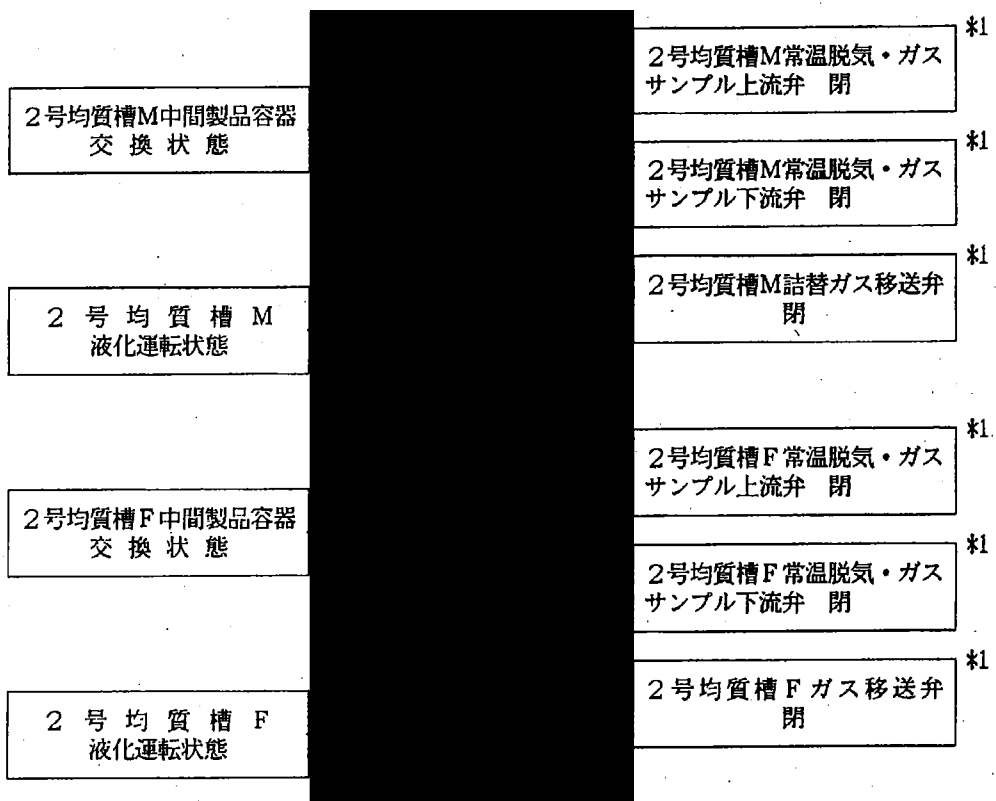 2号均質槽M中間製品容器
交換状態
2号均質槽M
液化運転状態
2号均質槽F中間製品容器
交換状態
2号均質槽F
液化運転状態
*1
2号均質槽M常温脱気・ガス
サンプル上流弁 閉
*1
2号均質槽M常温脱気・ガス
サンプル下流弁 閉
*1
2号均質槽M詰替ガス移送弁
閉
*1
2号均質槽F常温脱気・ガス
サンプル上流弁 閉
*1
2号均質槽F常温脱気・ガス
サンプル下流弁 閉
*1
2号均質槽Fガス移送弁
閉